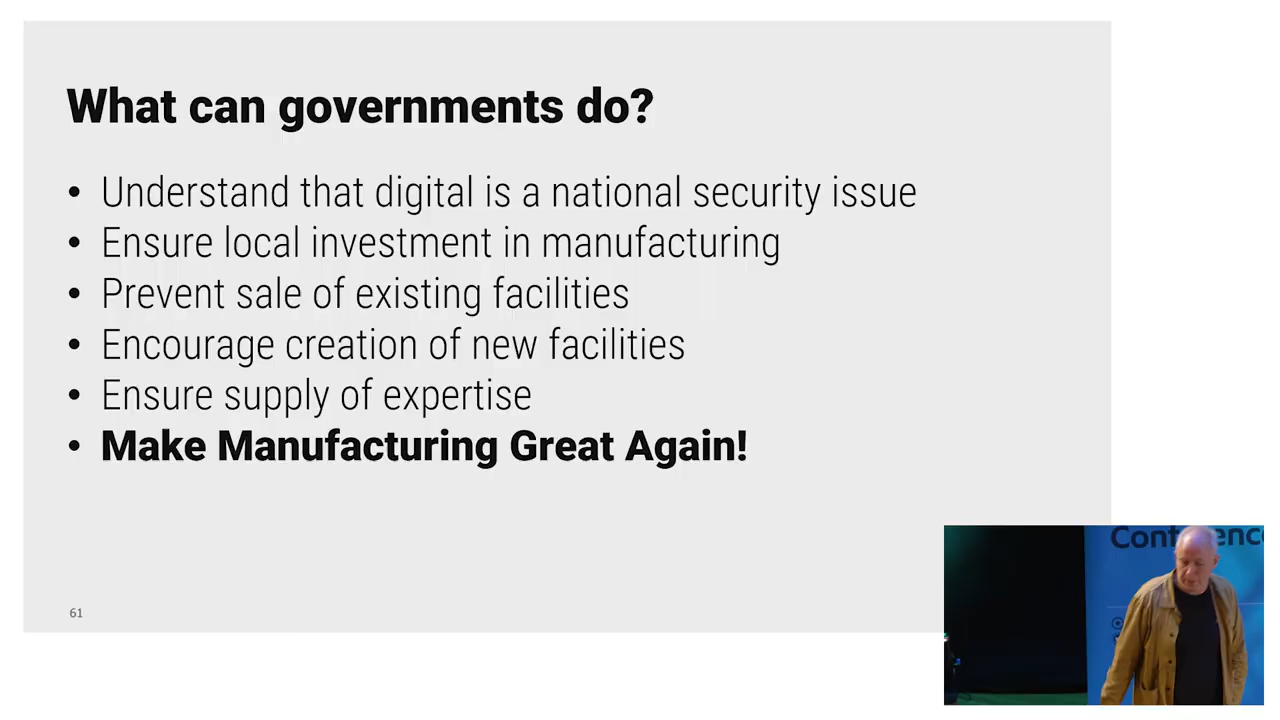 What can governments do?
• Understand that digital is a national security issue
• Ensure local investment in manufacturing
• Prevent sale of existing facilities
• Encourage creation of new facilities
• Ensure supply of expertise
• Make Manufacturing Great Again!
61